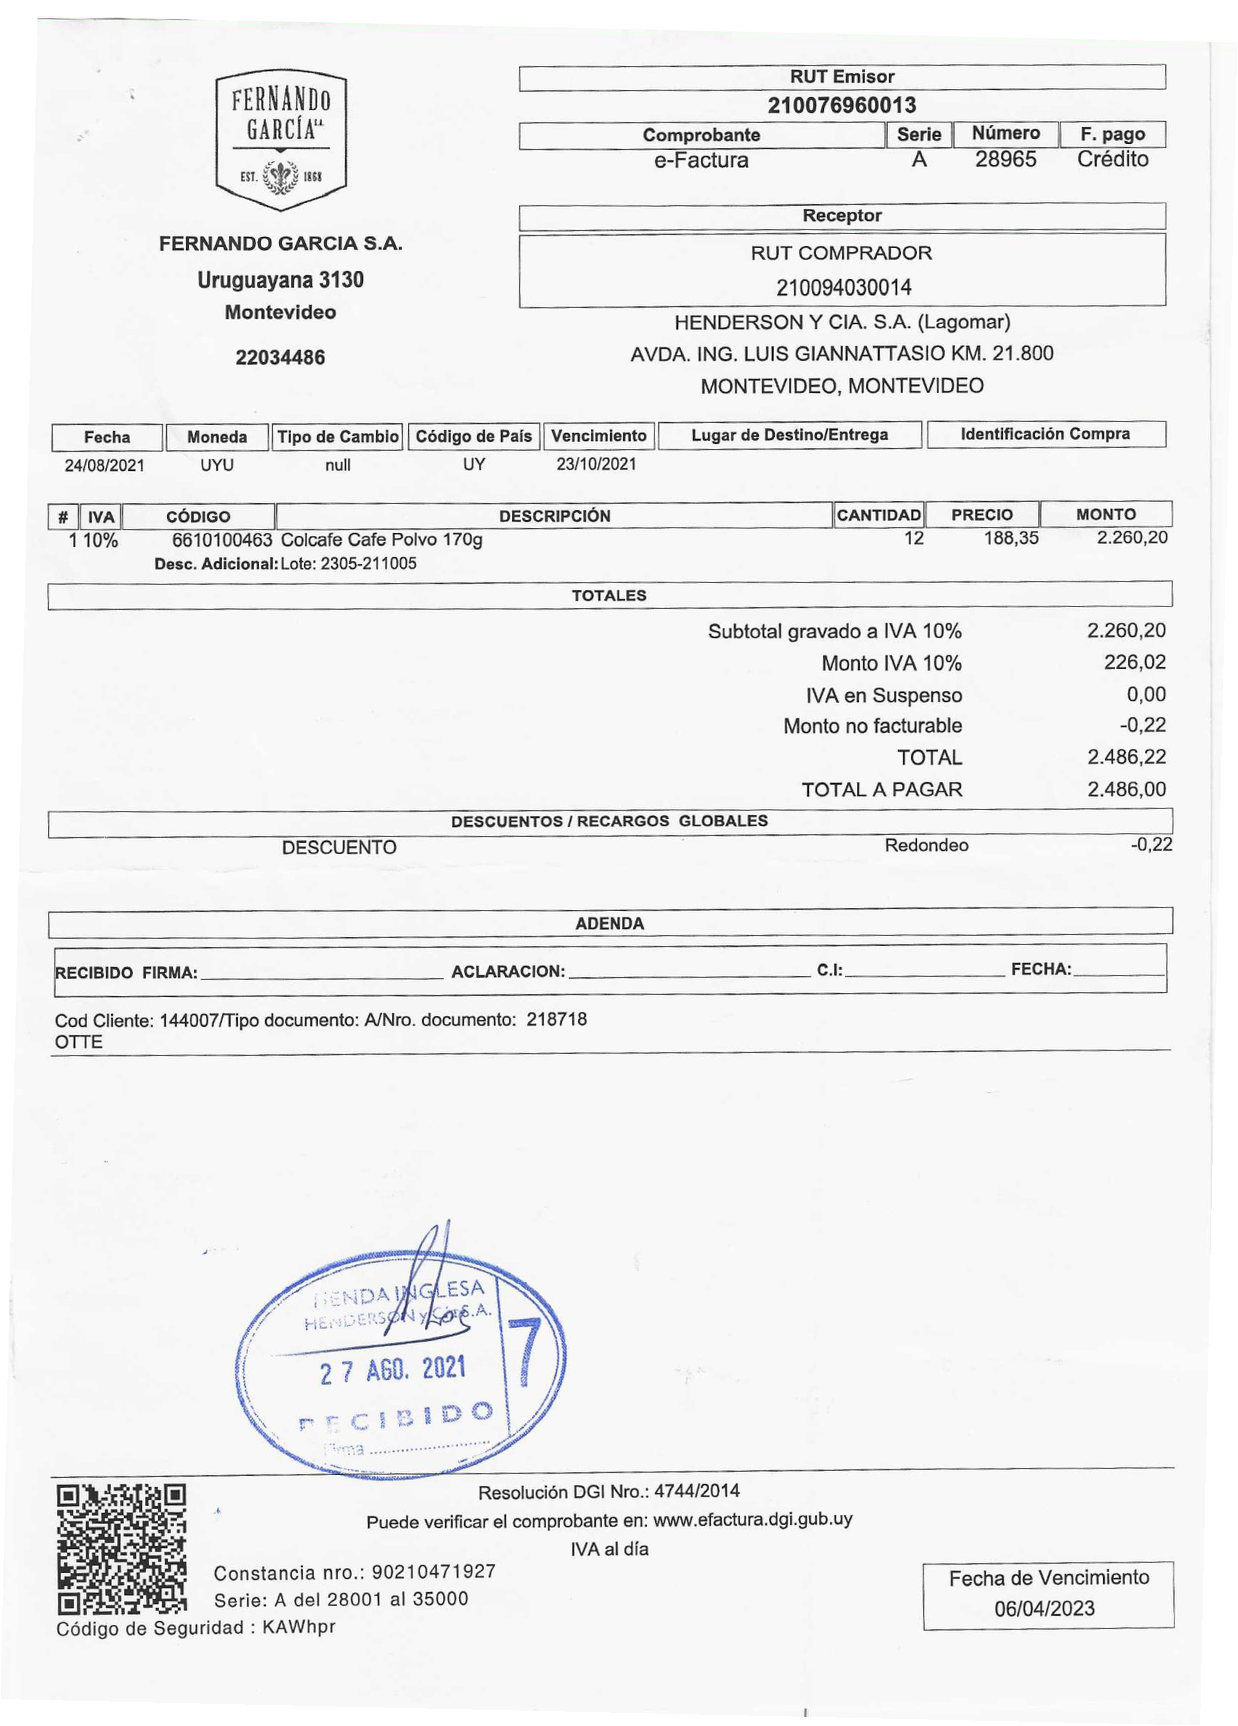 FERNANDO
GARCÍA S.A.
EST. 1868
FERNANDO GARCIA S.A.
Uruguayana 3130
Montevideo
22034486
RUT Emisor
210076960013
Comprobante Serie Número F. pago
e-Factura A 28965 Crédito
Receptor
RUT COMPRADOR
210094030014
HENDERSON Y CIA. S.A. (Lagomar)
AVDA. ING. LUIS GIANNATTASIO KM. 21.800
MONTEVIDEO, MONTEVIDEO
Fecha Moneda Tipo de Cambio Código de País Vencimiento Lugar de Destino/Entrega Identificación Compra
24/08/2021 UYU null UY 23/10/2021
# IVA CÓDIGO DESCRIPCIÓN CANTIDAD PRECIO MONTO
1 10% 6610100463 Colcafe Cafe Polvo 170g 12 188,35 2.260,20
Desc. Adicional: Lote: 2305-211005
TOTALES
Subtotal gravado a IVA 10% 2.260,20
Monto IVA 10% 226,02
IVA en Suspenso 0,00
Monto no facturable -0,22
TOTAL 2.486,22
TOTAL A PAGAR 2.486,00
DESCUENTOS / RECARGOS GLOBALES
DESCUENTO Redondeo -0,22
ADENDA
RECIBIDO FIRMA: ACLARACION: C.I: FECHA:
Cod Cliente: 144007/Tipo documento: A/Nro. documento: 218718
OTTE
TIENDA INGLESA
HENDERSON y Cía S.A.
27 AGO. 2021
7
RECIBIDO
Firma
Resolución DGI Nro.: 4744/2014
Puede verificar el comprobante en: www.efactura.dgi.gub.uy
IVA al día
Constancia nro.: 90210471927
Serie: A del 28001 al 35000
Código de Seguridad : KAWhpr
Fecha de Vencimiento
06/04/2023